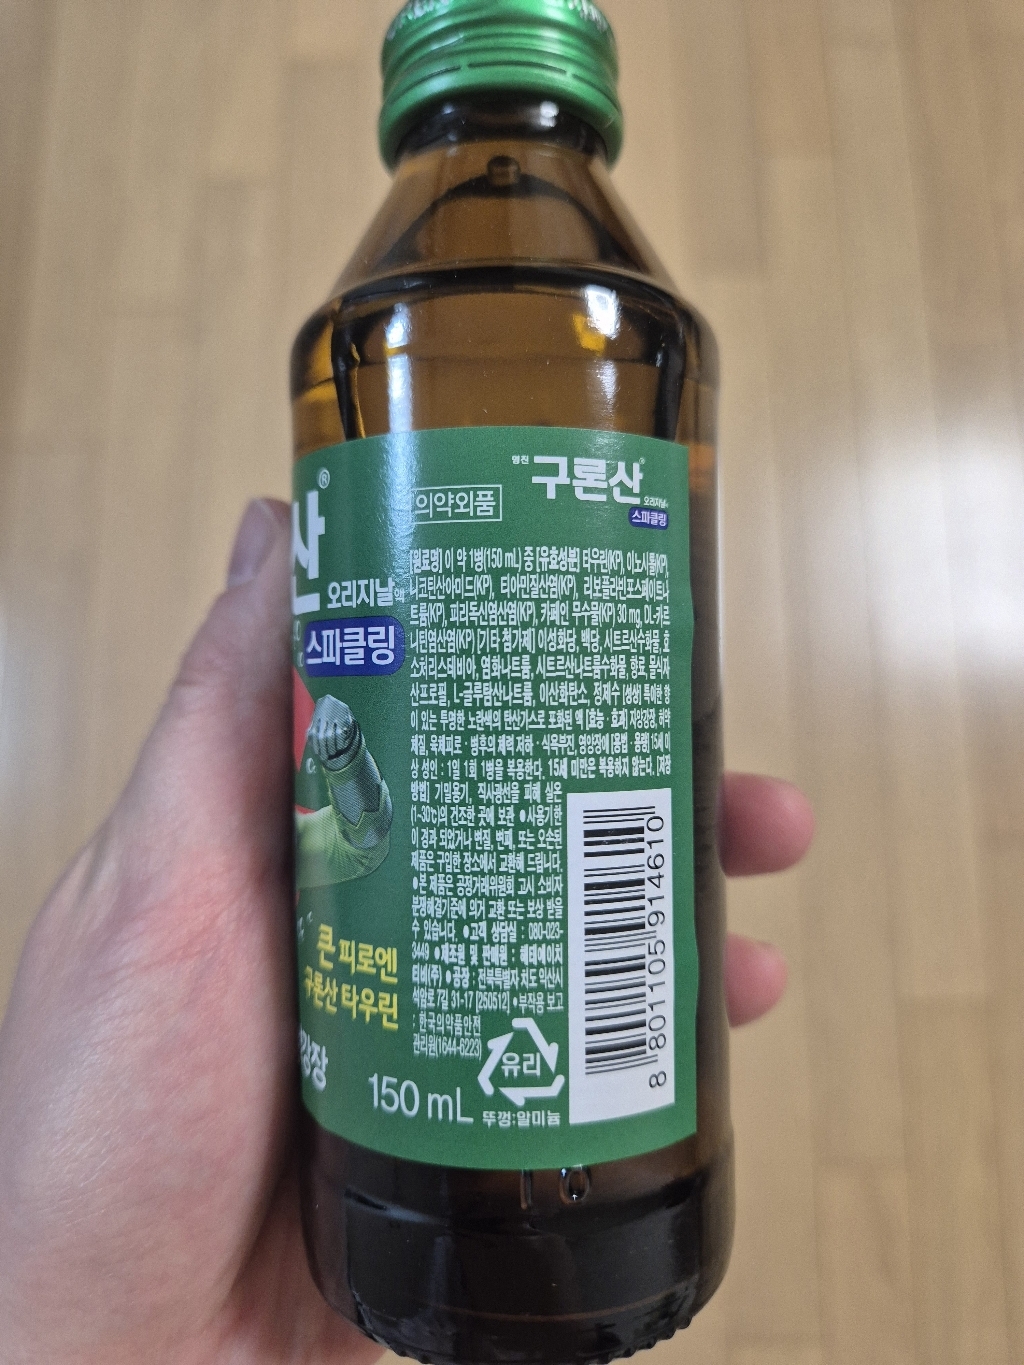 산®
오리지날액
스파클링
큰 피로엔
구론산 타우린
강장
150 mL
의약외품
영진 구론산®
오리지날액
스파클링
[원료명] 이 약 1병(150 mL) 중 [유효성분] 타우린(KP), 이노시톨(KP),
니코틴산아미드(KP), 티아민질산염(KP), 리보플라빈포스페이트나
트륨(KP), 피리독신염산염(KP), 카페인 무수물(KP) 30 mg, DL-카르
니틴염산염(KP) [기타 첨가제] 이성화당, 백당, 시트르산수화물, 효
소처리스테비아, 염화나트륨, 시트르산나트륨수화물, 향료, 몰식자
산프로필, L-글루탐산나트륨, 이산화탄소, 정제수 [성상] 특이한 향
이 있는 투명한 노란색의 탄산가스로 포화된 액 [효능·효과] 자양강장, 허약
체질, 육체피로·병후의 체력 저하·식욕부진, 영양장애 [용법·용량] 15세 이
상 성인 : 1일 1회 1병을 복용한다. 15세 미만은 복용하지 않는다. [저장
방법] 기밀용기, 직사광선을 피해 실온
(1-30℃)의 건조한 곳에 보관 ●사용기한
이 경과 되었거나 변질, 변패, 또는 오손된
제품은 구입한 장소에서 교환해 드립니다.
●본 제품은 공정거래위원회 고시 소비자
분쟁해결기준에 의거 교환 또는 보상 받을
수 있습니다. ●고객 상담실 : 080-023-
3449 ●제조원 및 판매원 : 해태에이치
티비(주) ●공장 : 전북특별자치도 익산시
석암로 7길 31-17 [250512] ●부작용 보고
: 한국의약품안전
관리원(1644-6223)
유리
뚜껑:알미늄
8 801105 914610
10